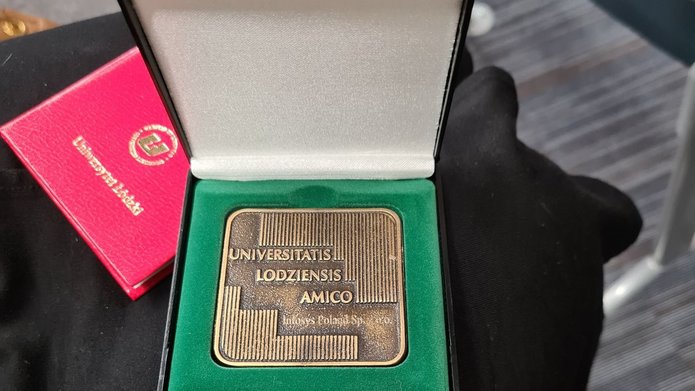 Uniwersytet Łódzki
UNIVERSITATIS
LODZIENSIS
AMICO
Infosys Poland Sp. z o.o.